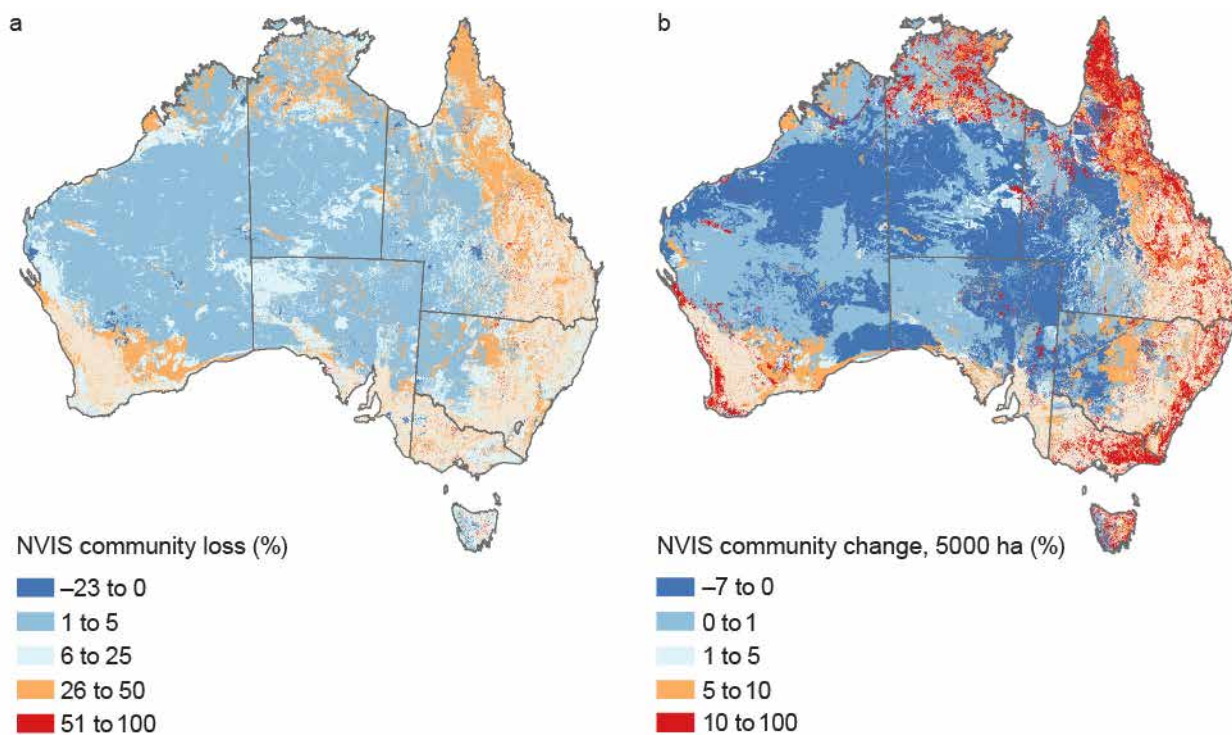 a
b
NVIS community loss (%)
–23 to 0
1 to 5
6 to 25
26 to 50
51 to 100
NVIS community change, 5000 ha (%)
–7 to 0
0 to 1
1 to 5
5 to 10
10 to 100